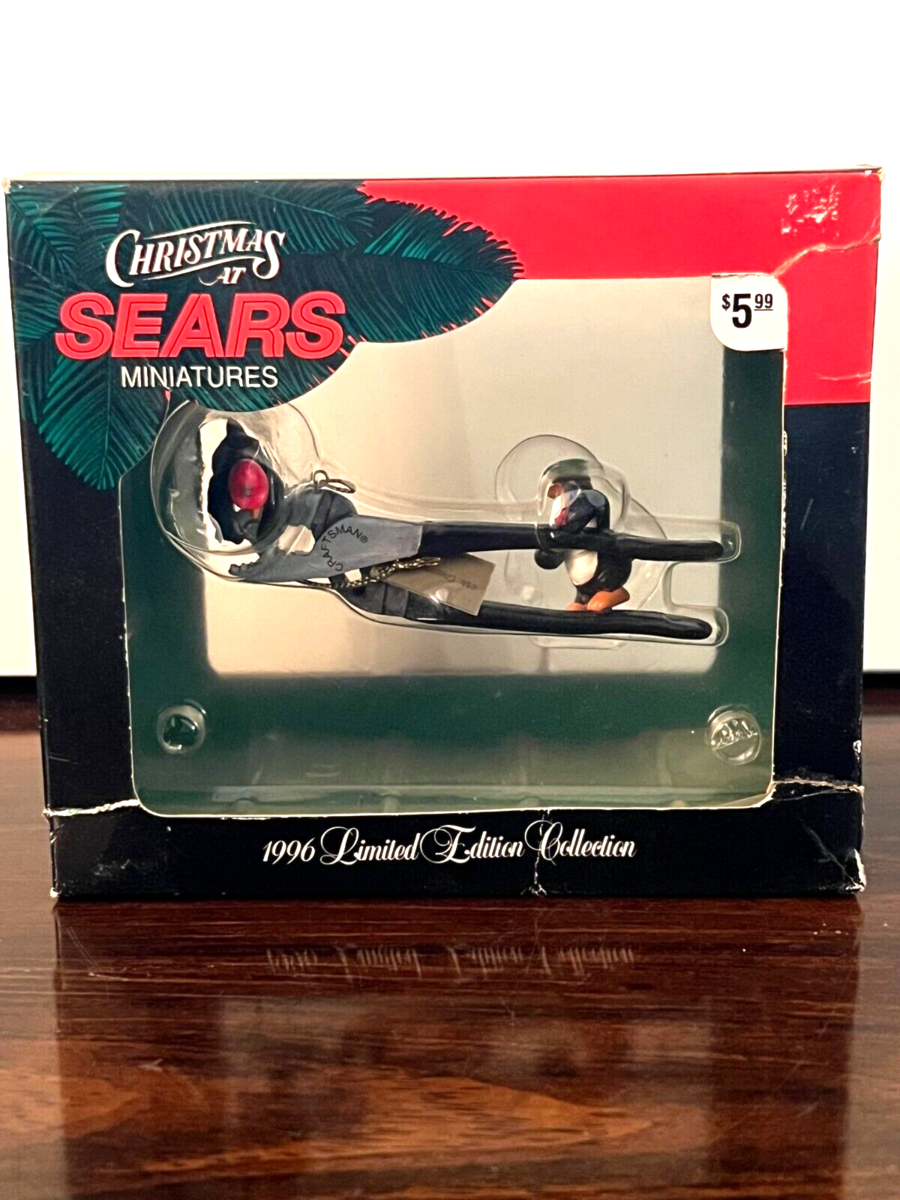 CHRISTMAS
AT
SEARS
MINIATURES
$5 99
CRAFTSMAN®
1996 Limited Edition Collection